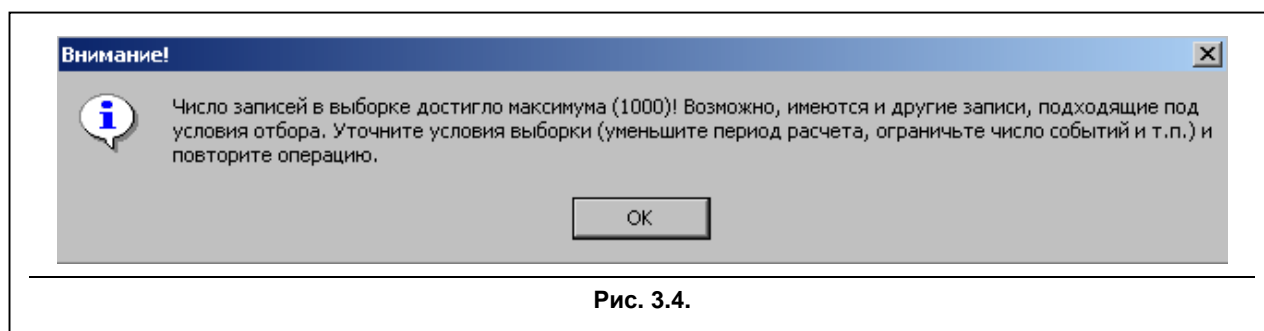 Внимание!
Число записей в выборке достигло максимума (1000)! Возможно, имеются и другие записи, подходящие под
условия отбора. Уточните условия выборки (уменьшите период расчета, ограничьте число событий и т.п.) и
повторите операцию.
OK
Рис. 3.4.